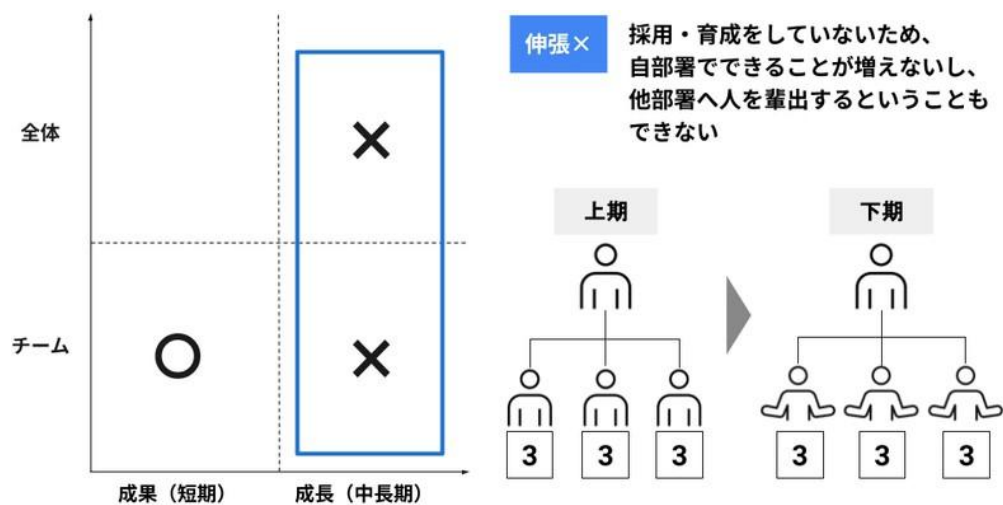 伸張×
採用・育成をしていないため、
自部署でできることが増えないし、
他部署へ人を輩出するということも
できない
全体
チーム
成果（短期）
成長（中長期）
上期
3 3 3
下期
3 3 3